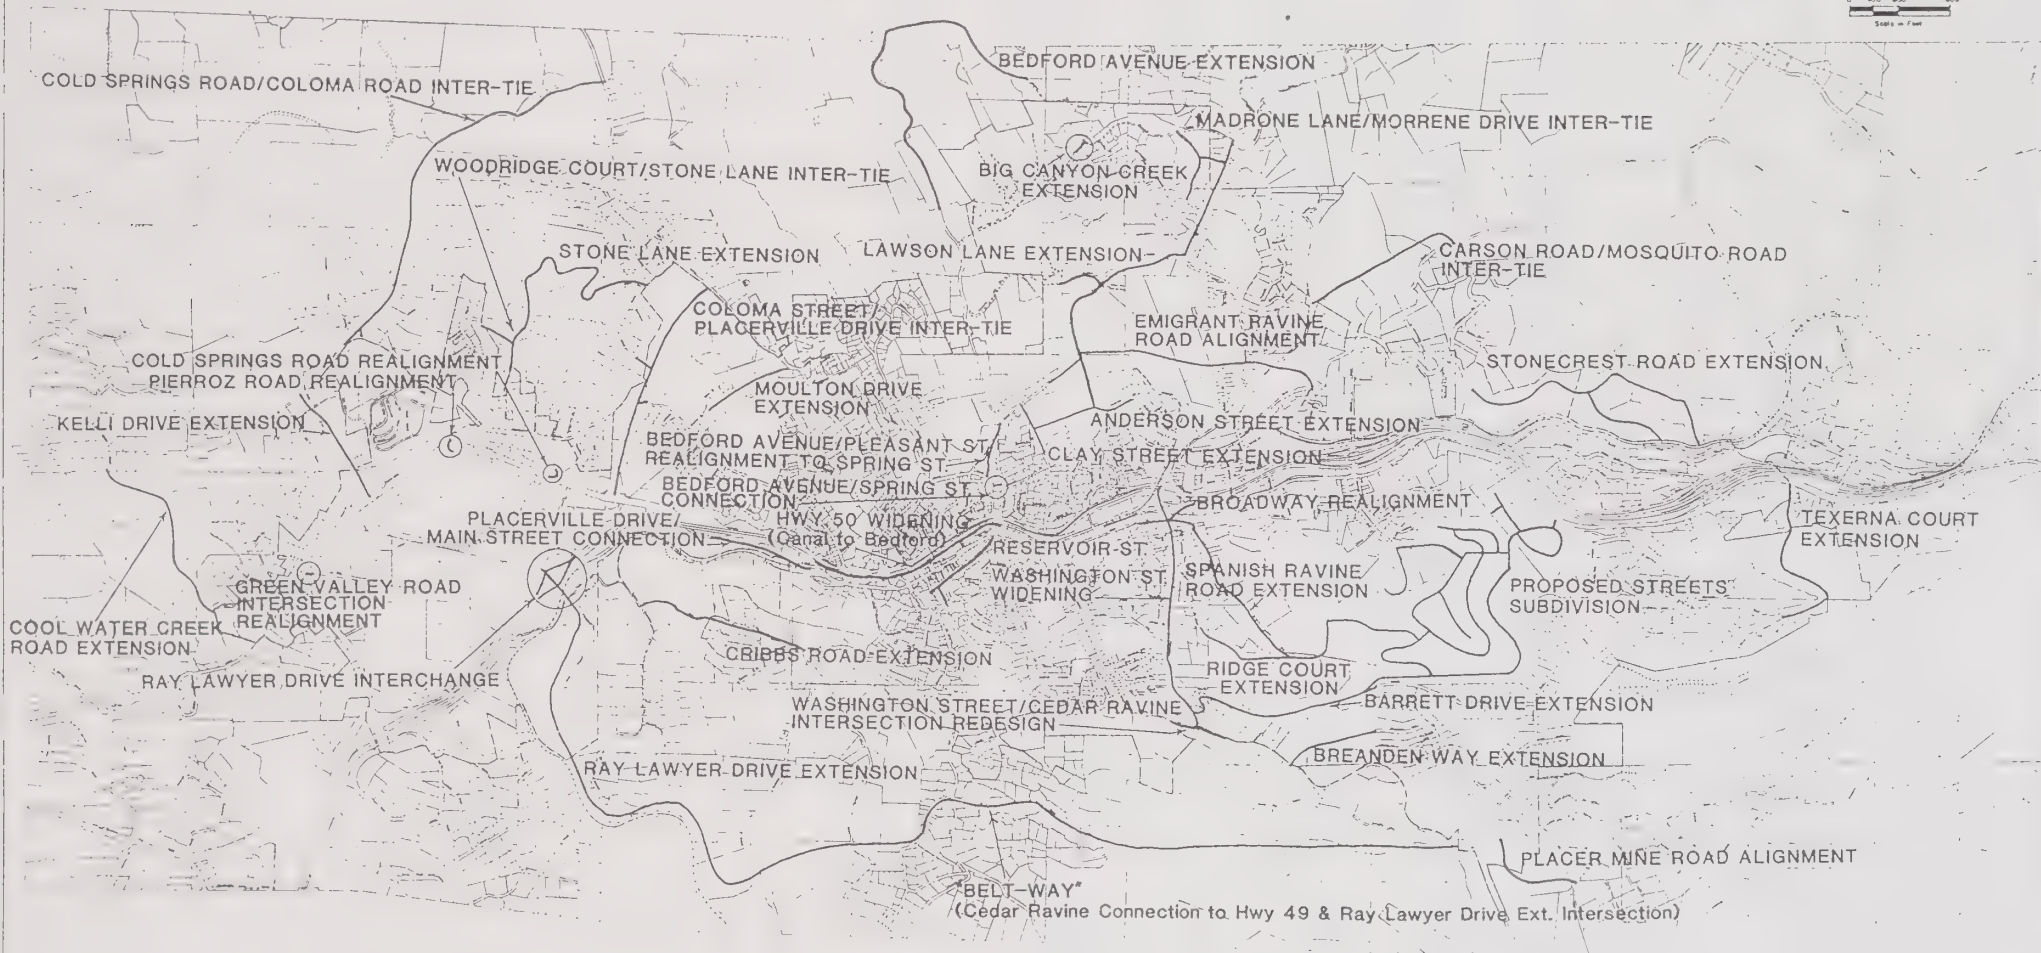 Scale in Feet
BEDFORD AVENUE EXTENSION
COLD SPRINGS ROAD/COLOMA ROAD INTER-TIE
MADRONE LANE/MORRENE DRIVE INTER-TIE
WOODRIDGE COURT/STONE LANE INTER-TIE
BIG CANYON CREEK
EXTENSION
STONE LANE EXTENSION
LAWSON LANE EXTENSION
CARSON ROAD/MOSQUITO ROAD
INTER-TIE
COLOMA STREET/
PLACERVILLE DRIVE INTER-TIE
EMIGRANT RAVINE
ROAD ALIGNMENT
COLD SPRINGS ROAD REALIGNMENT
PIERROZ ROAD REALIGNMENT
STONECREST ROAD EXTENSION
MOULTON DRIVE
EXTENSION
KELLI DRIVE EXTENSION
ANDERSON STREET EXTENSION
BEDFORD AVENUE/PLEASANT ST.
REALIGNMENT TO SPRING ST.
CLAY STREET EXTENSION
BEDFORD AVENUE/SPRING ST.
CONNECTION
BROADWAY REALIGNMENT
PLACERVILLE DRIVE/
MAIN STREET CONNECTION
HWY 50 WIDENING
(Canal to Bedford)
TEXERNA COURT
EXTENSION
RESERVOIR ST.
WASHINGTON ST.
WIDENING
SPANISH RAVINE
ROAD EXTENSION
PROPOSED STREETS
SUBDIVISION
GREEN VALLEY ROAD
INTERSECTION
REALIGNMENT
COOL WATER CREEK
ROAD EXTENSION
CRIBBS ROAD EXTENSION
RAY LAWYER DRIVE INTERCHANGE
RIDGE COURT
EXTENSION
WASHINGTON STREET/CEDAR RAVINE
INTERSECTION REDESIGN
BARRETT DRIVE EXTENSION
BREANDEN WAY EXTENSION
RAY LAWYER DRIVE EXTENSION
PLACER MINE ROAD ALIGNMENT
"BELT-WAY"
(Cedar Ravine Connection to Hwy 49 & Ray Lawyer Drive Ext. Intersection)